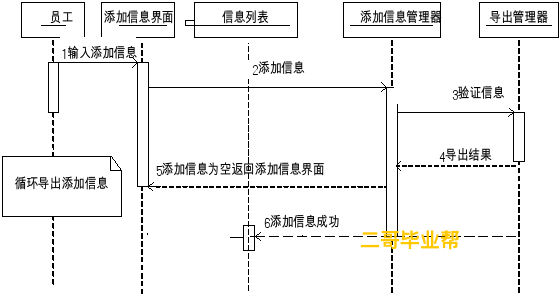 员工 添加信息界面 信息列表 添加信息管理器 导出管理器
1输入添加信息
2添加信息
3验证信息
4导出结果
5添加信息为空返回添加信息界面
循环导出添加信息
6添加信息成功
二哥毕业帮